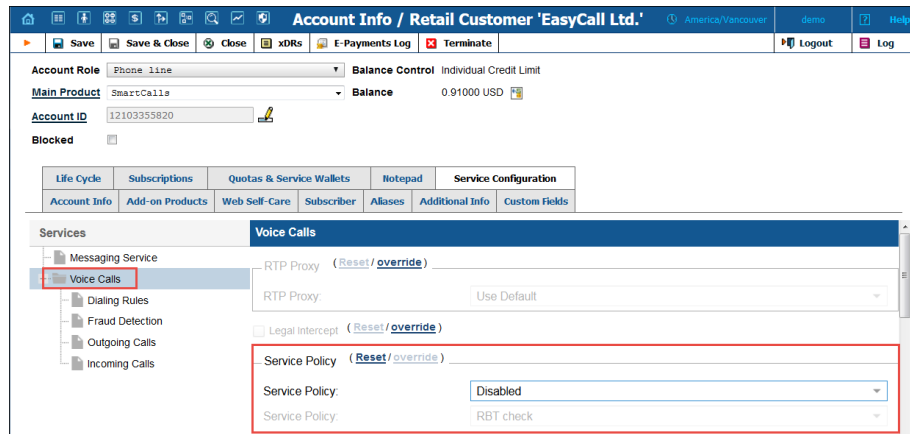 Account Info / Retail Customer 'EasyCall Ltd.' America/Vancouver demo Help
Save Save & Close Close xDRs E-Payments Log Terminate Logout Log
Account Role Phone line Balance Control Individual Credit Limit
Main Product SmartCalls Balance 0.91000 USD
Account ID 12103355820
Blocked
Life Cycle Subscriptions Quotas & Service Wallets Notepad Service Configuration
Account Info Add-on Products Web Self-Care Subscriber Aliases Additional Info Custom Fields
Services Voice Calls
Messaging Service
Voice Calls
Dialing Rules
Fraud Detection
Outgoing Calls
Incoming Calls
RTP Proxy (Reset / override)
RTP Proxy: Use Default
Legal Intercept (Reset / override)
Service Policy (Reset / override)
Service Policy: Disabled
Service Policy: RBT check